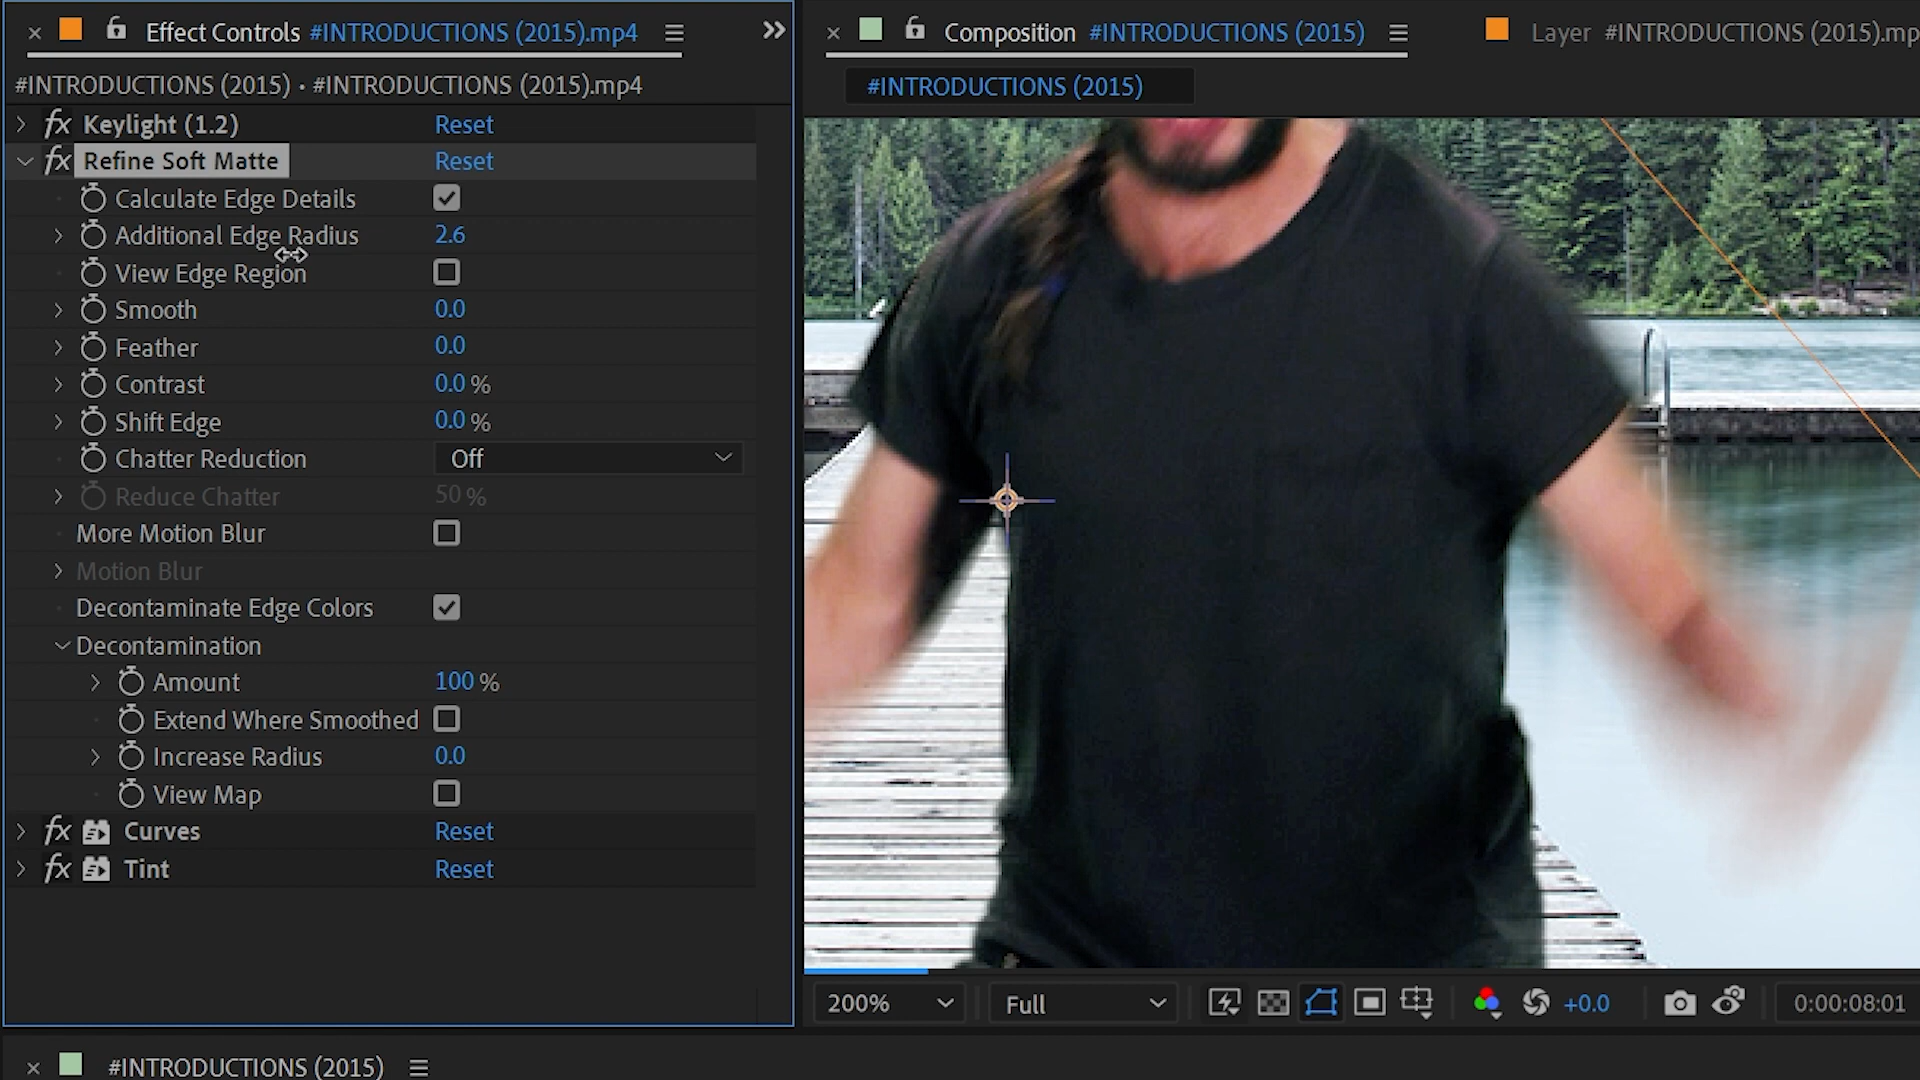 Effect Controls #INTRODUCTIONS (2015).mp4
#INTRODUCTIONS (2015) • #INTRODUCTIONS (2015).mp4
fx Keylight (1.2) Reset
fx Refine Soft Matte Reset
Calculate Edge Details
Additional Edge Radius 2.6
View Edge Region
Smooth 0.0
Feather 0.0
Contrast 0.0 %
Shift Edge 0.0 %
Chatter Reduction Off
Reduce Chatter 50 %
More Motion Blur
Motion Blur
Decontaminate Edge Colors
Decontamination
Amount 100 %
Extend Where Smoothed
Increase Radius 0.0
View Map
fx Curves Reset
fx Tint Reset
Composition #INTRODUCTIONS (2015)
Layer #INTRODUCTIONS (2015).mp
#INTRODUCTIONS (2015)
200% Full +0.0 0:00:08:01
#INTRODUCTIONS (2015)